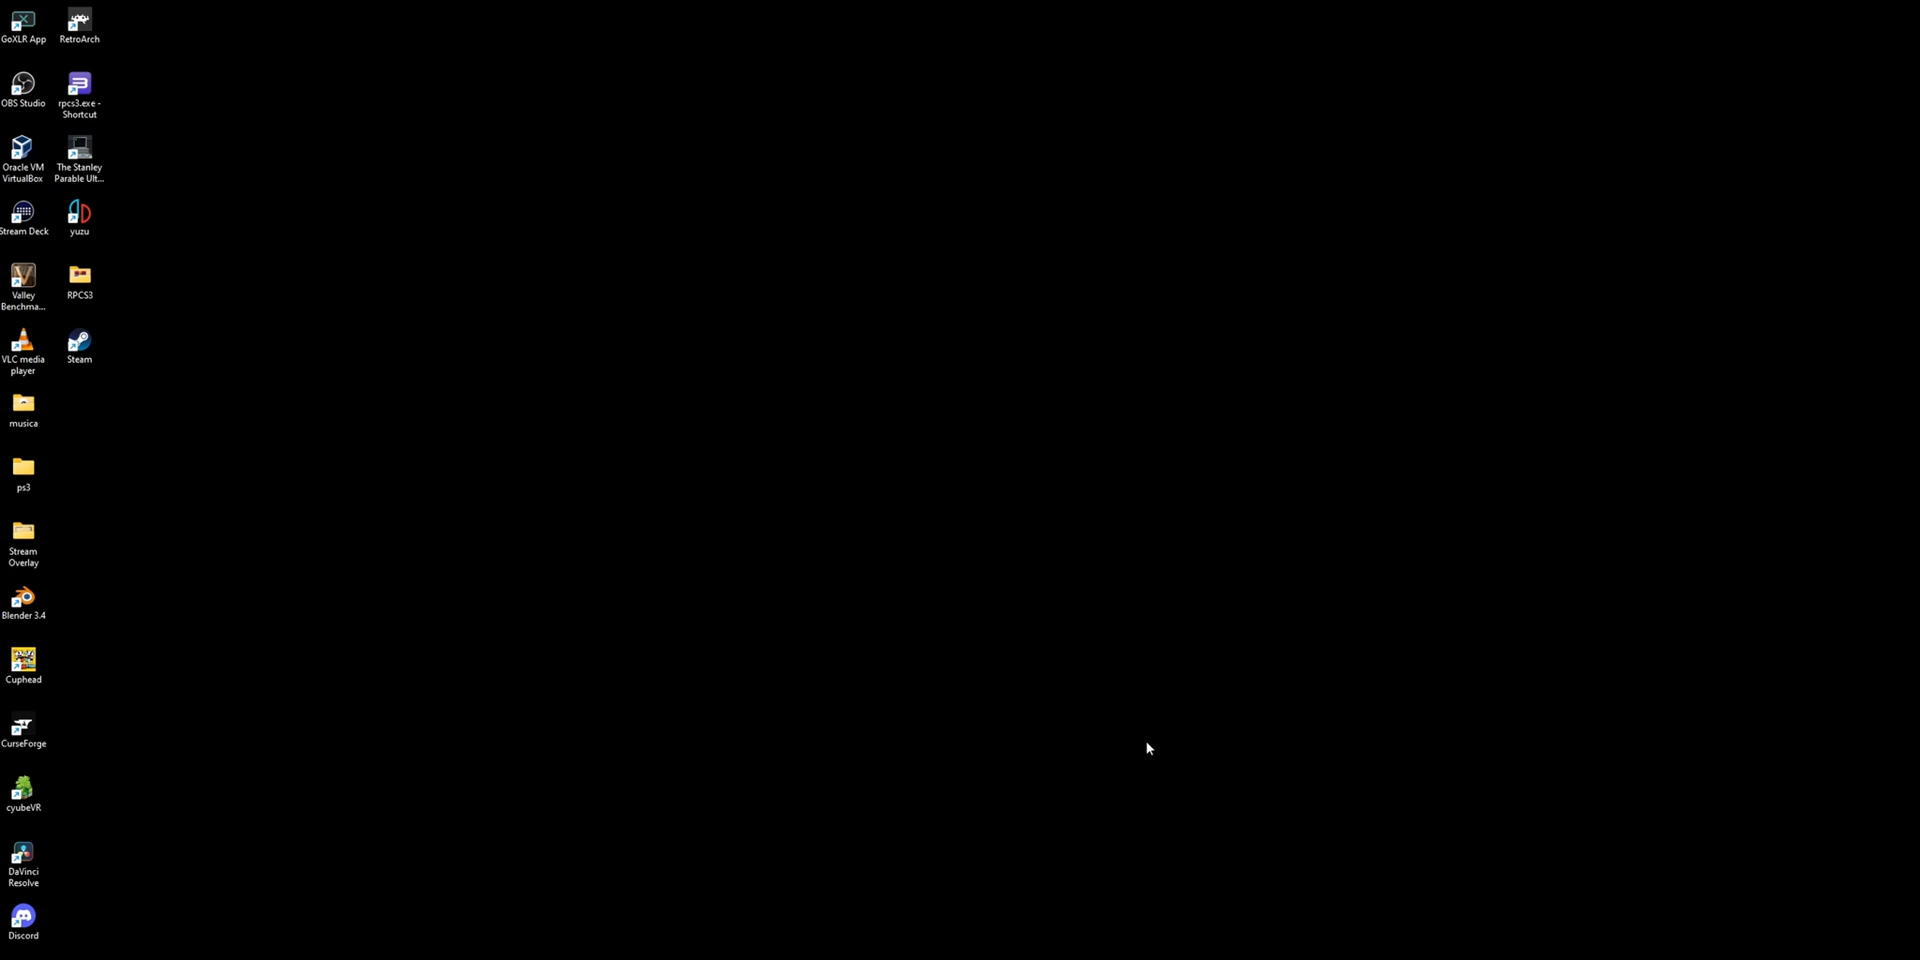 GoXLR App
OBS Studio
Oracle VM
VirtualBox
Stream Deck
Valley
Benchma...
VLC media
player
musica
ps3
Stream
Overlay
Blender 3.4
Cuphead
CurseForge
cyubeVR
DaVinci
Resolve
Discord
RetroArch
rpcs3.exe -
Shortcut
The Stanley
Parable Ult...
yuzu
RPCS3
Steam